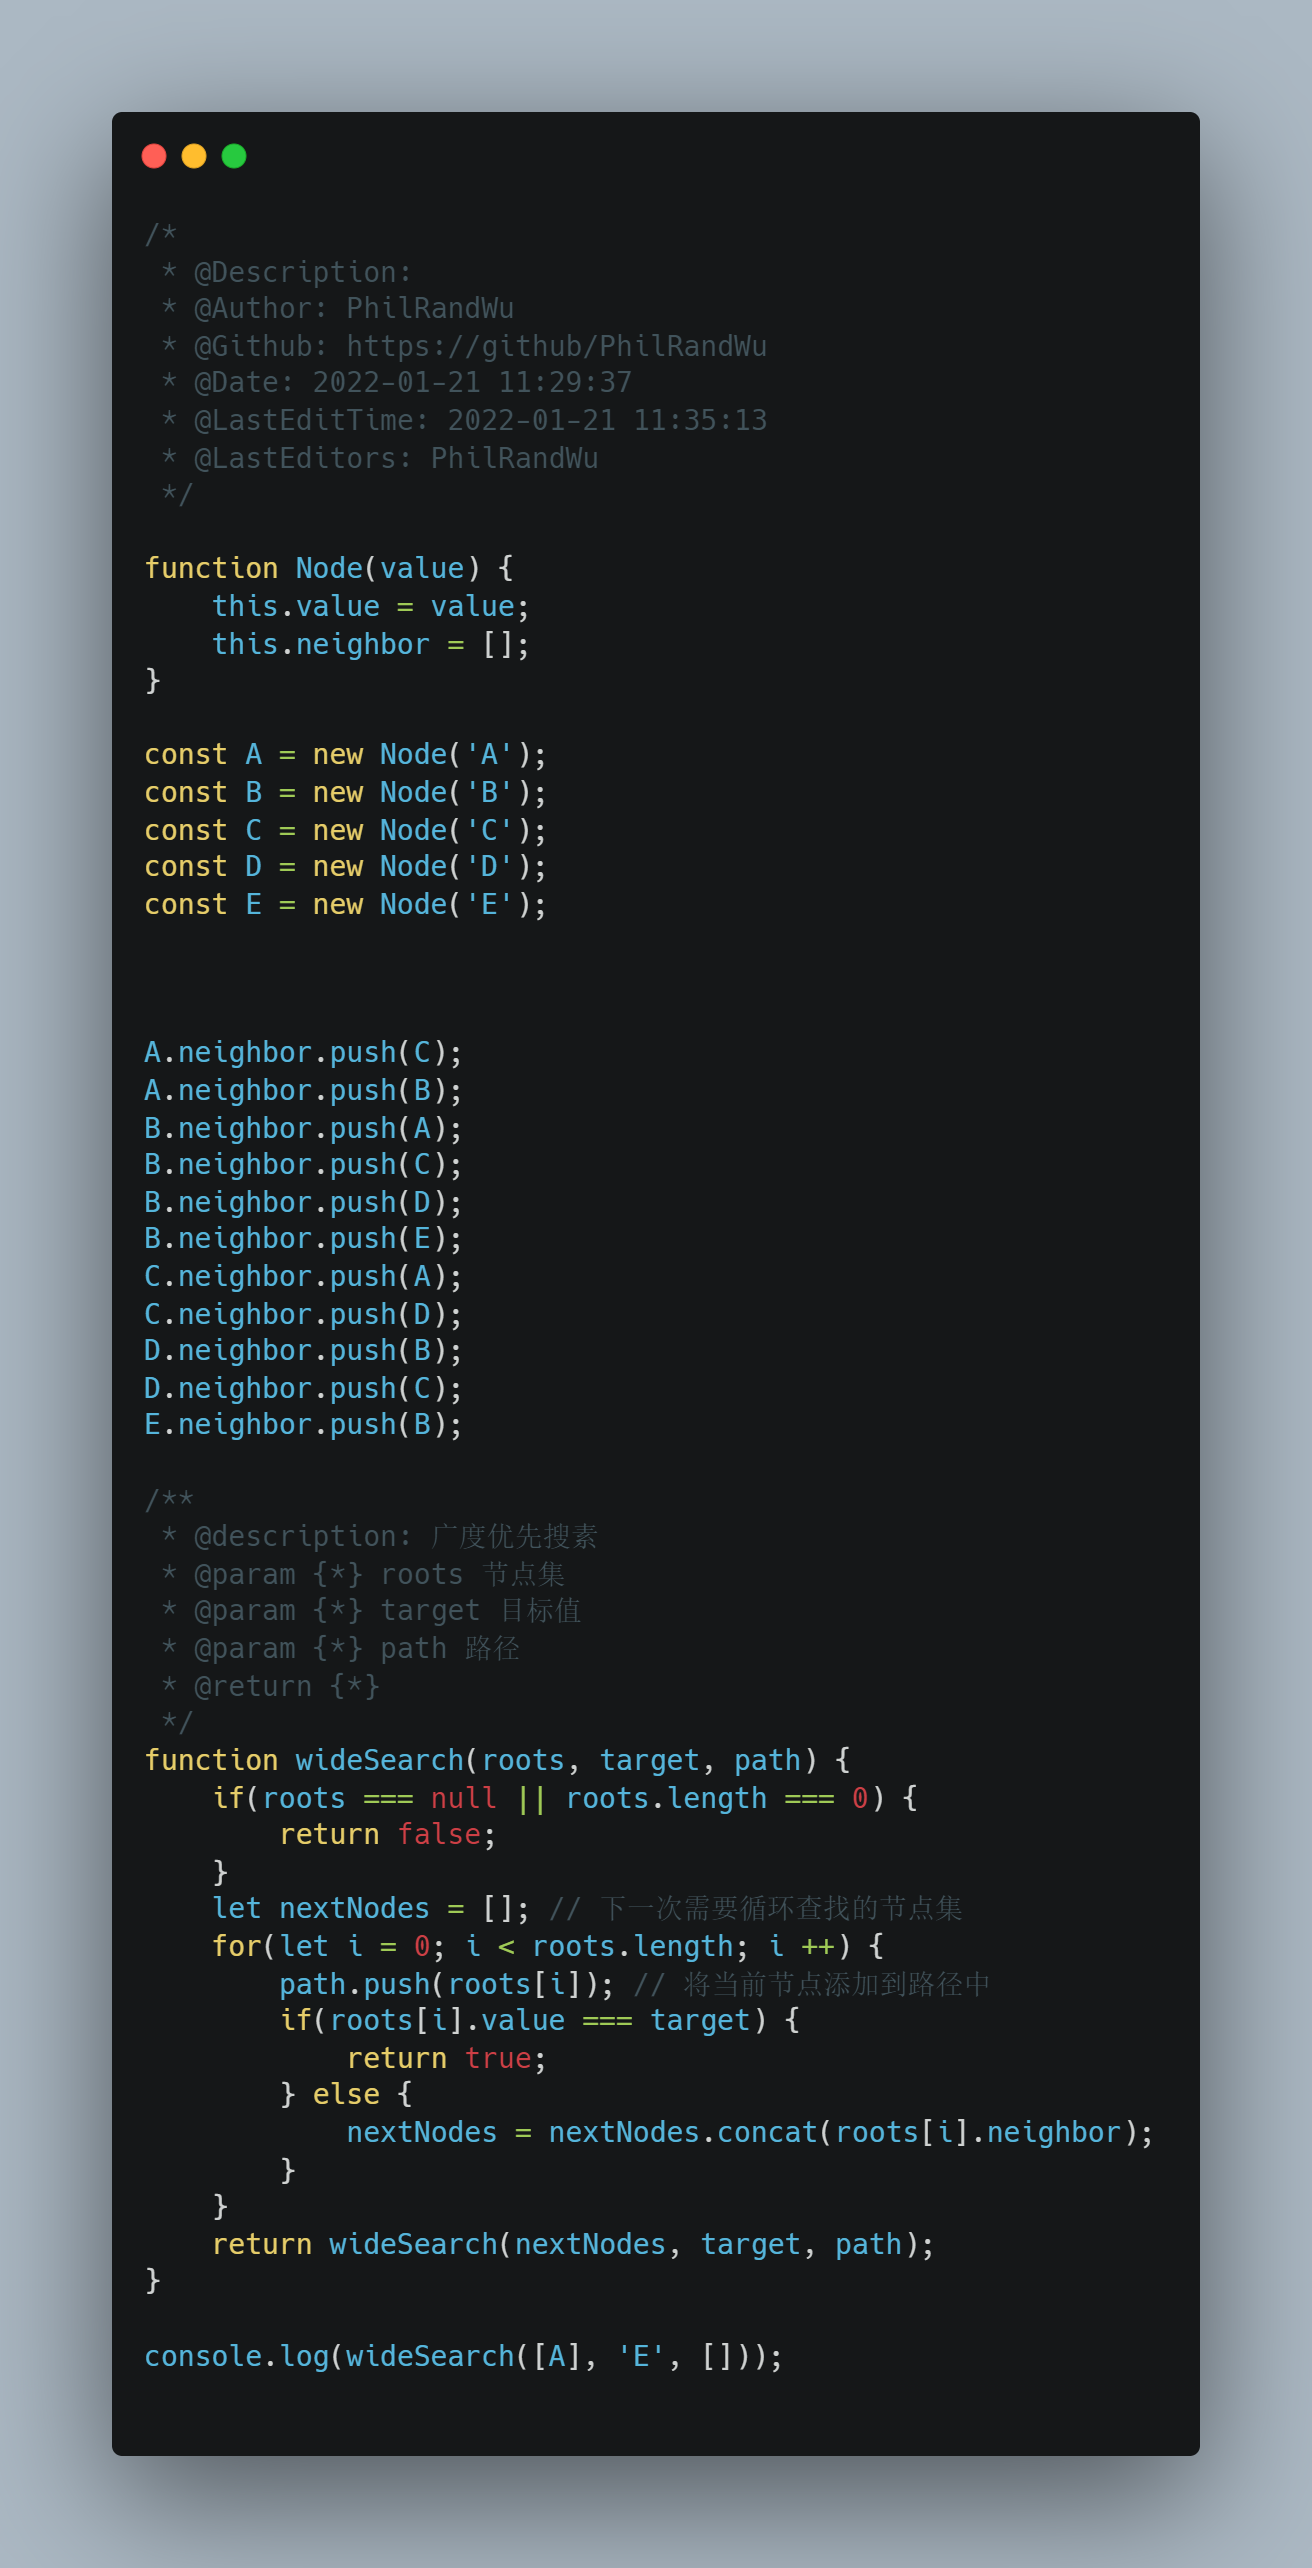 /*
 * @Description:
 * @Author: PhilRandWu
 * @Github: https://github/PhilRandWu
 * @Date: 2022-01-21 11:29:37
 * @LastEditTime: 2022-01-21 11:35:13
 * @LastEditors: PhilRandWu
 */
function Node(value) {
    this.value = value;
    this.neighbor = [];
}
const A = new Node('A');
const B = new Node('B');
const C = new Node('C');
const D = new Node('D');
const E = new Node('E');
A.neighbor.push(C);
A.neighbor.push(B);
B.neighbor.push(A);
B.neighbor.push(C);
B.neighbor.push(D);
B.neighbor.push(E);
C.neighbor.push(A);
C.neighbor.push(D);
D.neighbor.push(B);
D.neighbor.push(C);
E.neighbor.push(B);
/**
 * @description: 广度优先搜素
 * @param {*} roots 节点集
 * @param {*} target 目标值
 * @param {*} path 路径
 * @return {*}
 */
function wideSearch(roots, target, path) {
    if(roots === null || roots.length === 0) {
        return false;
    }
    let nextNodes = []; // 下一次需要循环查找的节点集
    for(let i = 0; i < roots.length; i ++) {
        path.push(roots[i]); // 将当前节点添加到路径中
        if(roots[i].value === target) {
            return true;
        } else {
            nextNodes = nextNodes.concat(roots[i].neighbor);
        }
    }
    return wideSearch(nextNodes, target, path);
}
console.log(wideSearch([A], 'E', []));